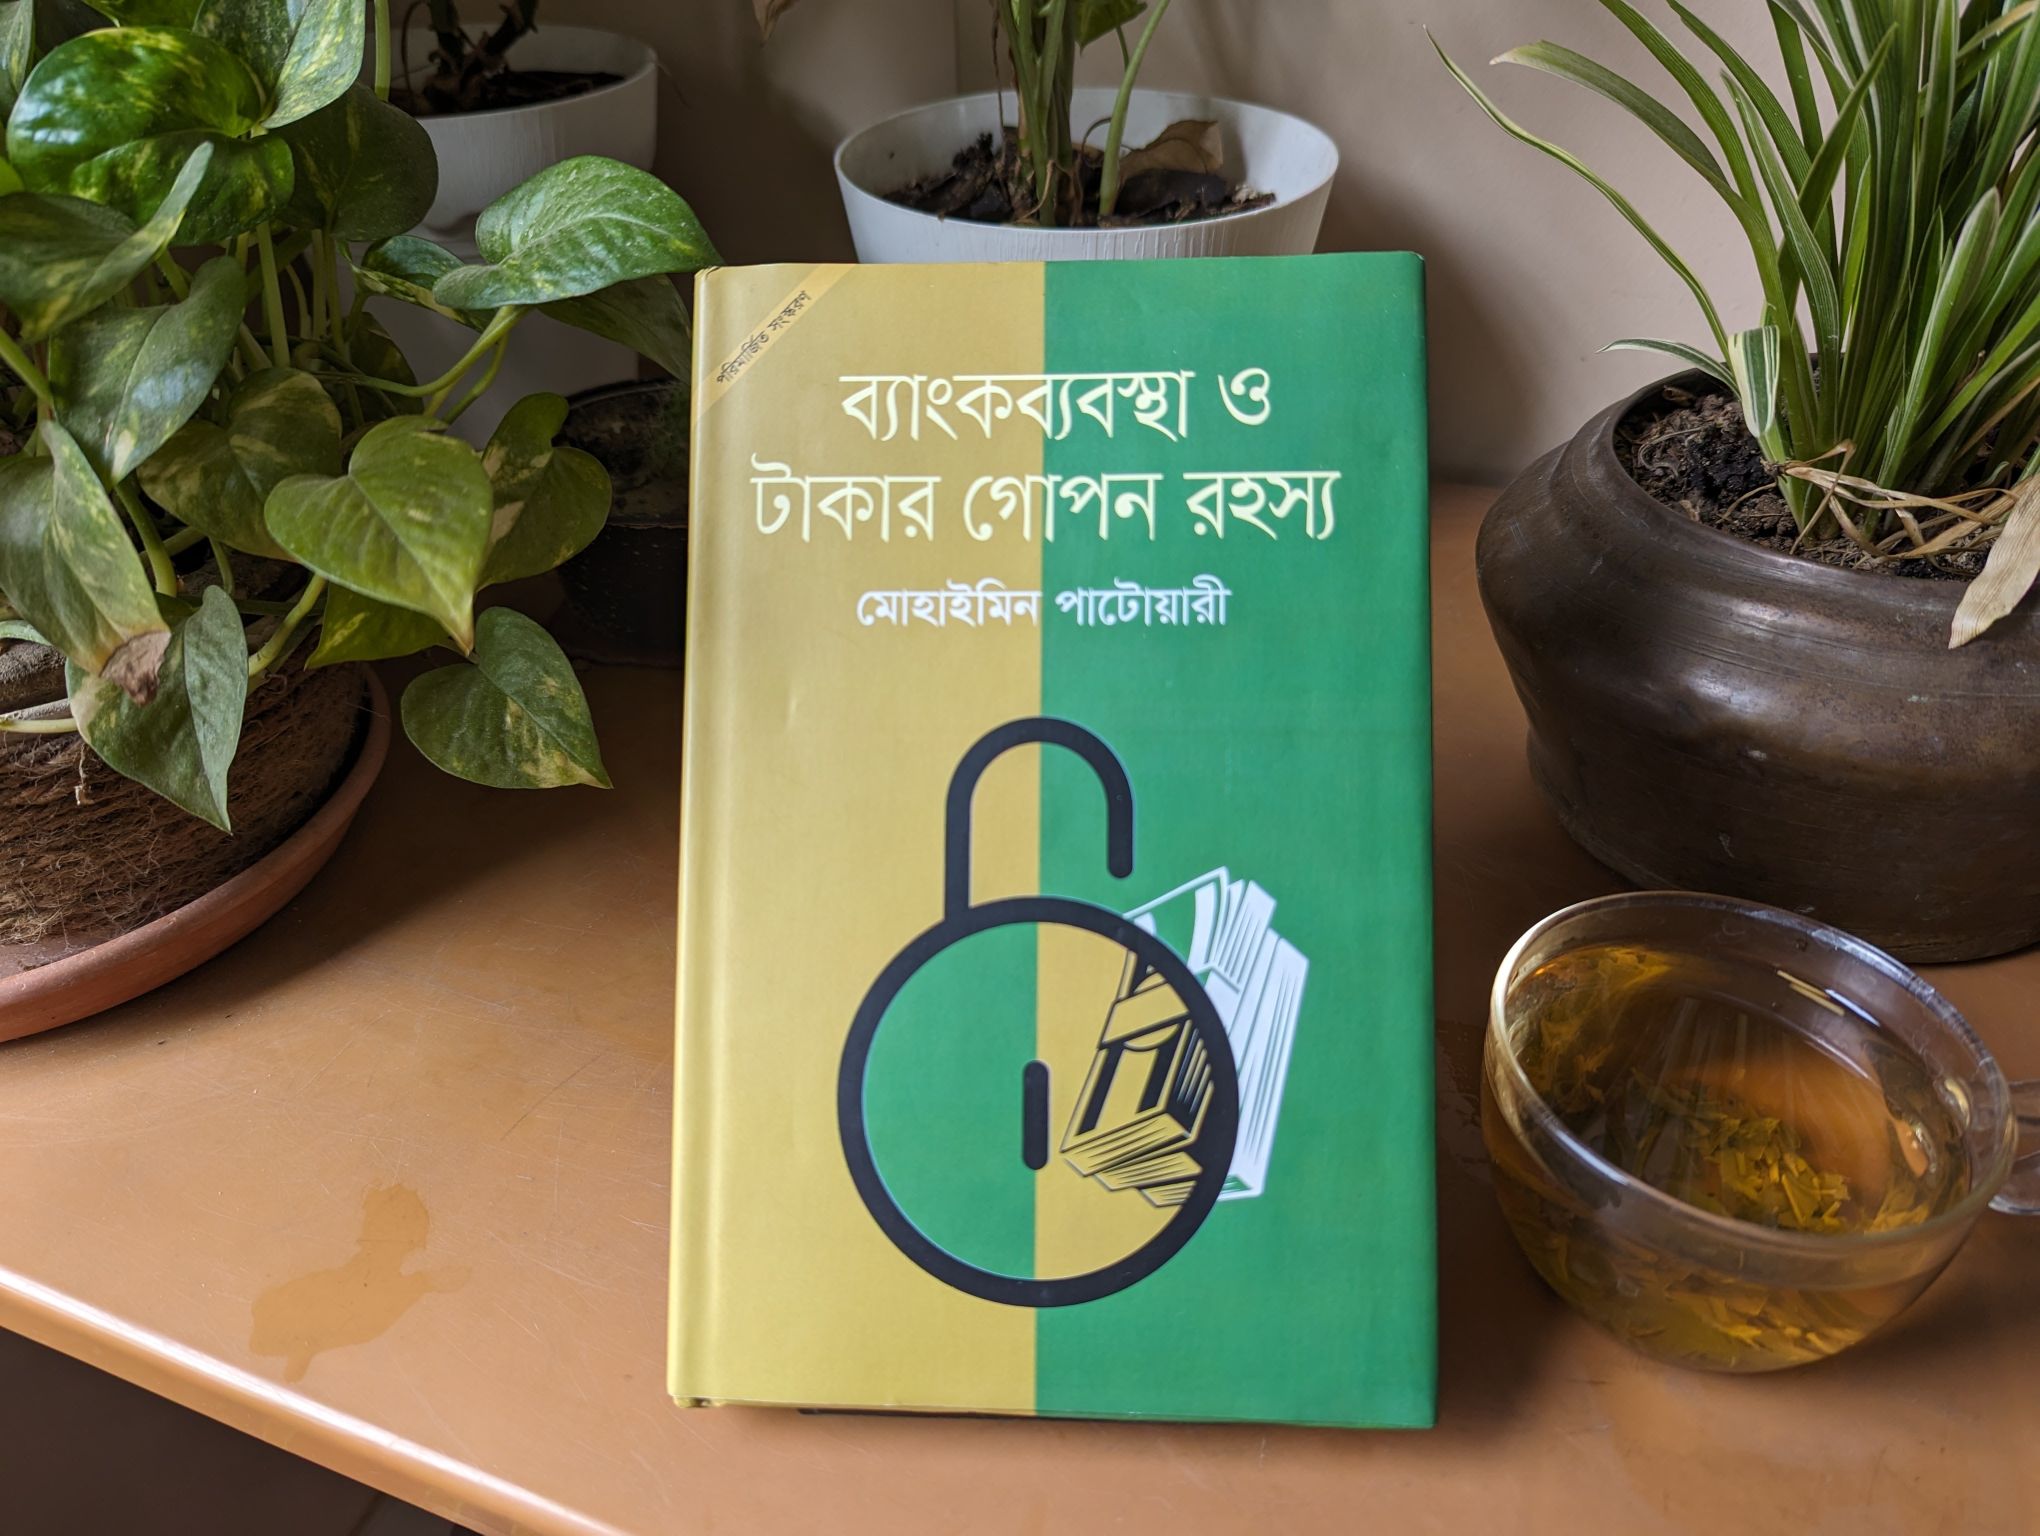 পরিমার্জিত সংস্করণ
ব্যাংকব্যবস্থা ও
টাকার গোপন রহস্য
মোহাইমিন পাটোয়ারী